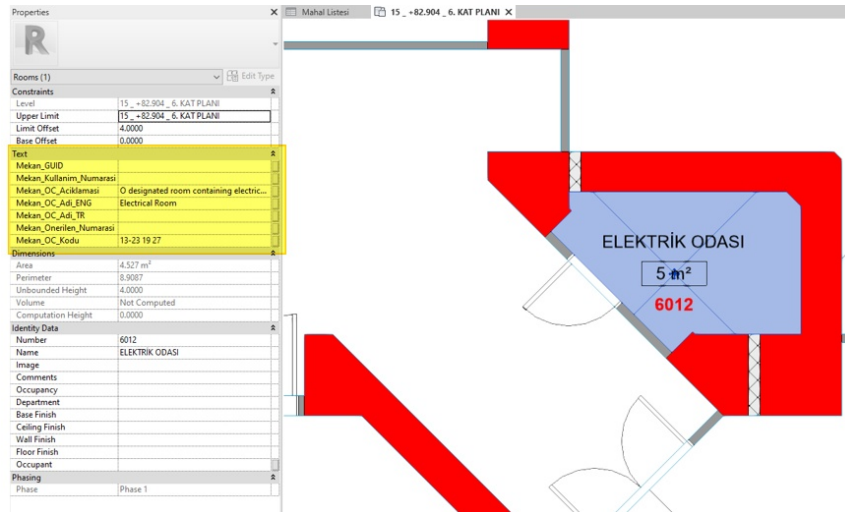 Properties
R
Rooms (1)
Edit Type
Constraints
Level 15 _ +82.904 _ 6. KAT PLANI
Upper Limit 15 _ +82.904 _ 6. KAT PLANI
Limit Offset 4.0000
Base Offset 0.0000
Text
Mekan_GUID
Mekan_Kullanim_Numarasi
Mekan_OC_Aciklamasi O designated room containing electric...
Mekan_OC_Adi_ENG Electrical Room
Mekan_OC_Adi_TR
Mekan_Onerilen_Numarasi
Mekan_OC_Kodu 13-23 19 27
Dimensions
Area 4.527 m²
Perimeter 8.9087
Unbounded Height 4.0000
Volume Not Computed
Computation Height 0.0000
Identity Data
Number 6012
Name ELEKTRİK ODASI
Image
Comments
Occupancy
Department
Base Finish
Ceiling Finish
Wall Finish
Floor Finish
Occupant
Phasing
Phase Phase 1
Mahal Listesi
15 _ +82.904 _ 6. KAT PLANI
ELEKTRİK ODASI
5 m²
6012